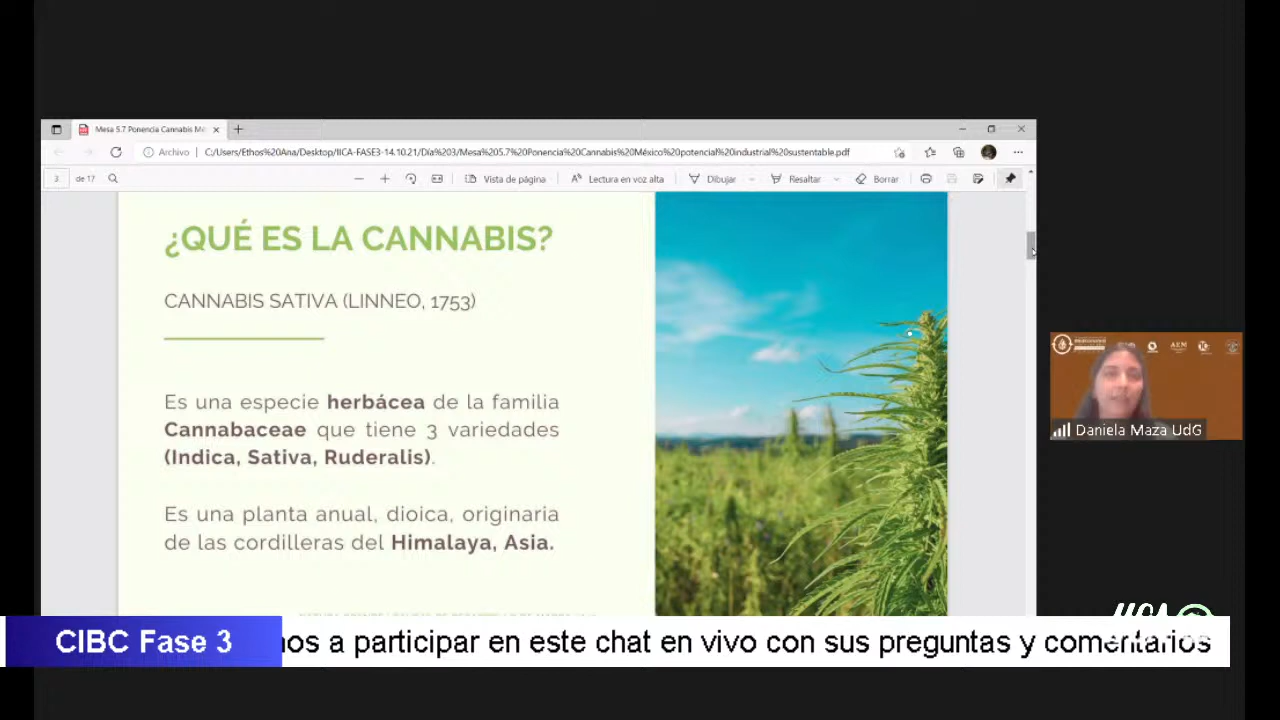 Mesa 5.7 Ponencia Cannabis Mé
Archivo
C:/Users/Ethos%20Ana/Desktop/IICA-FASE3-14.10.21/Día%203/Mesa%205.7%20Ponencia%20Cannabis%20México%20potencial%20industrial%20sustentable.pdf
3 de 17
Vista de página
Lectura en voz alta
Dibujar
Resaltar
Borrar
¿QUÉ ES LA CANNABIS?
CANNABIS SATIVA (LINNEO, 1753)
Es una especie herbácea de la familia
Cannabaceae que tiene 3 variedades
(Indica, Sativa, Ruderalis).
Es una planta anual, dioica, originaria
de las cordilleras del Himalaya, Asia.
AEM
Daniela Maza UdG
IICA
CIBC Fase 3
nos a participar en este chat en vivo con sus preguntas y comentarios